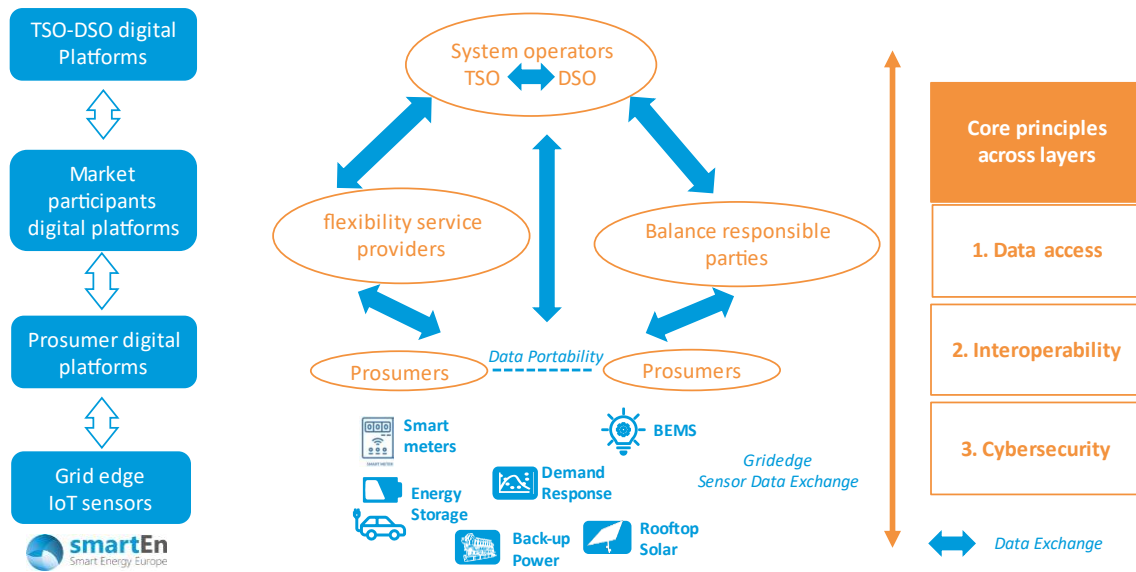 TSO-DSO digital
Platforms
Market
participants
digital platforms
Prosumer digital
platforms
Grid edge
IoT sensors
smartEn
Smart Energy Europe
System operators
TSO DSO
flexibility service
providers
Balance responsible
parties
Data Portability
Prosumers
Prosumers
Smart
meters
SMART METER
BEMS
Energy
Storage
Demand
Response
Gridedge
Sensor Data Exchange
Back-up
Power
Rooftop
Solar
Core principles
across layers
1. Data access
2. Interoperability
3. Cybersecurity
Data Exchange